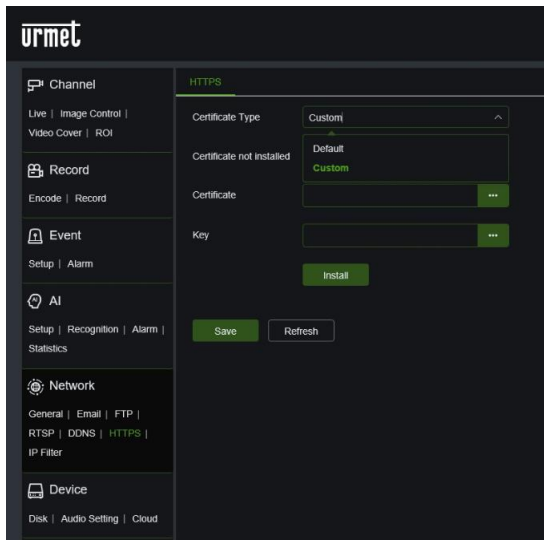 urmet
Channel
Live | Image Control |
Video Cover | ROI
Record
Encode | Record
Event
Setup | Alarm
AI
AI
Setup | Recognition | Alarm |
Statistics
Network
General | Email | FTP |
RTSP | DDNS | HTTPS |
IP Filter
Device
Disk | Audio Setting | Cloud
HTTPS
Certificate Type
Custom
Default
Custom
Certificate not installed
Certificate
...
Key
...
Install
Save
Refresh